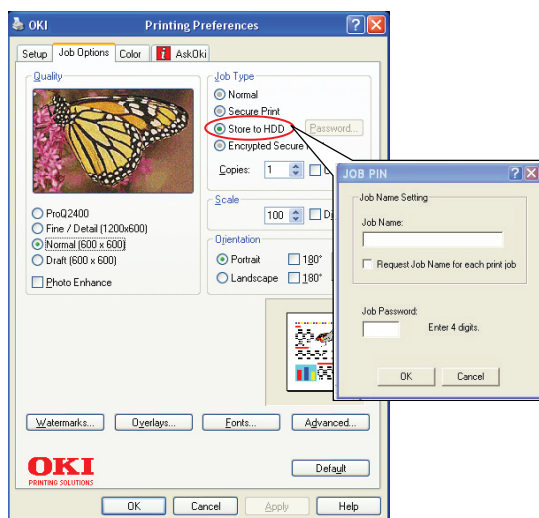 OKI Printing Preferences
Setup Job Options Color i AskOki
Quality
ProQ2400
Fine / Detail (1200x600)
Normal (600 x 600)
Draft (600 x 600)
Photo Enhance
Job Type
Normal
Secure Print
Store to HDD Password...
Encrypted Secure
Copies: 1
Scale
100
Orientation
Portrait 180°
Landscape 180°
JOB PIN
Job Name Setting
Job Name:
Request Job Name for each print job
Job Password:
Enter 4 digits.
OK Cancel
Watermarks... Overlays... Fonts... Advanced...
OKI
PRINTING SOLUTIONS
Default
OK Cancel Apply Help